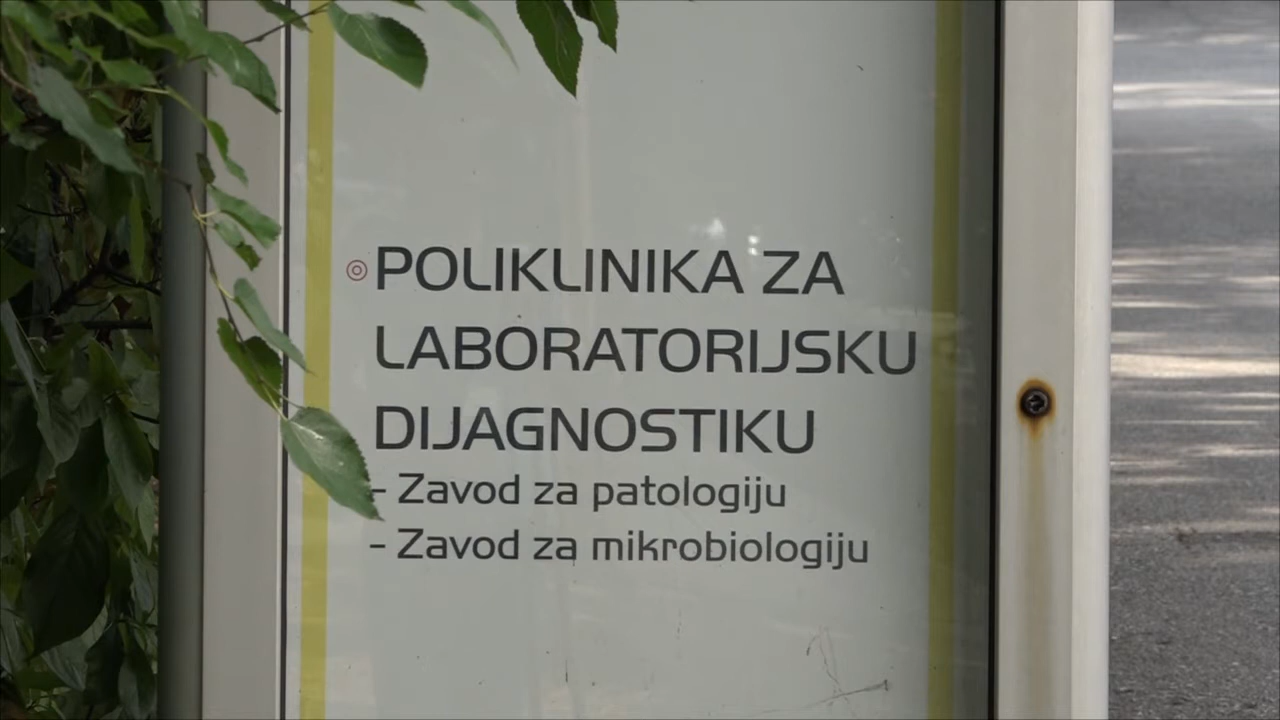 POLIKLINIKA ZA
LABORATORIJSKU
DIJAGNOSTIKU
- Zavod za patologiju
- Zavod za mikrobiologiju